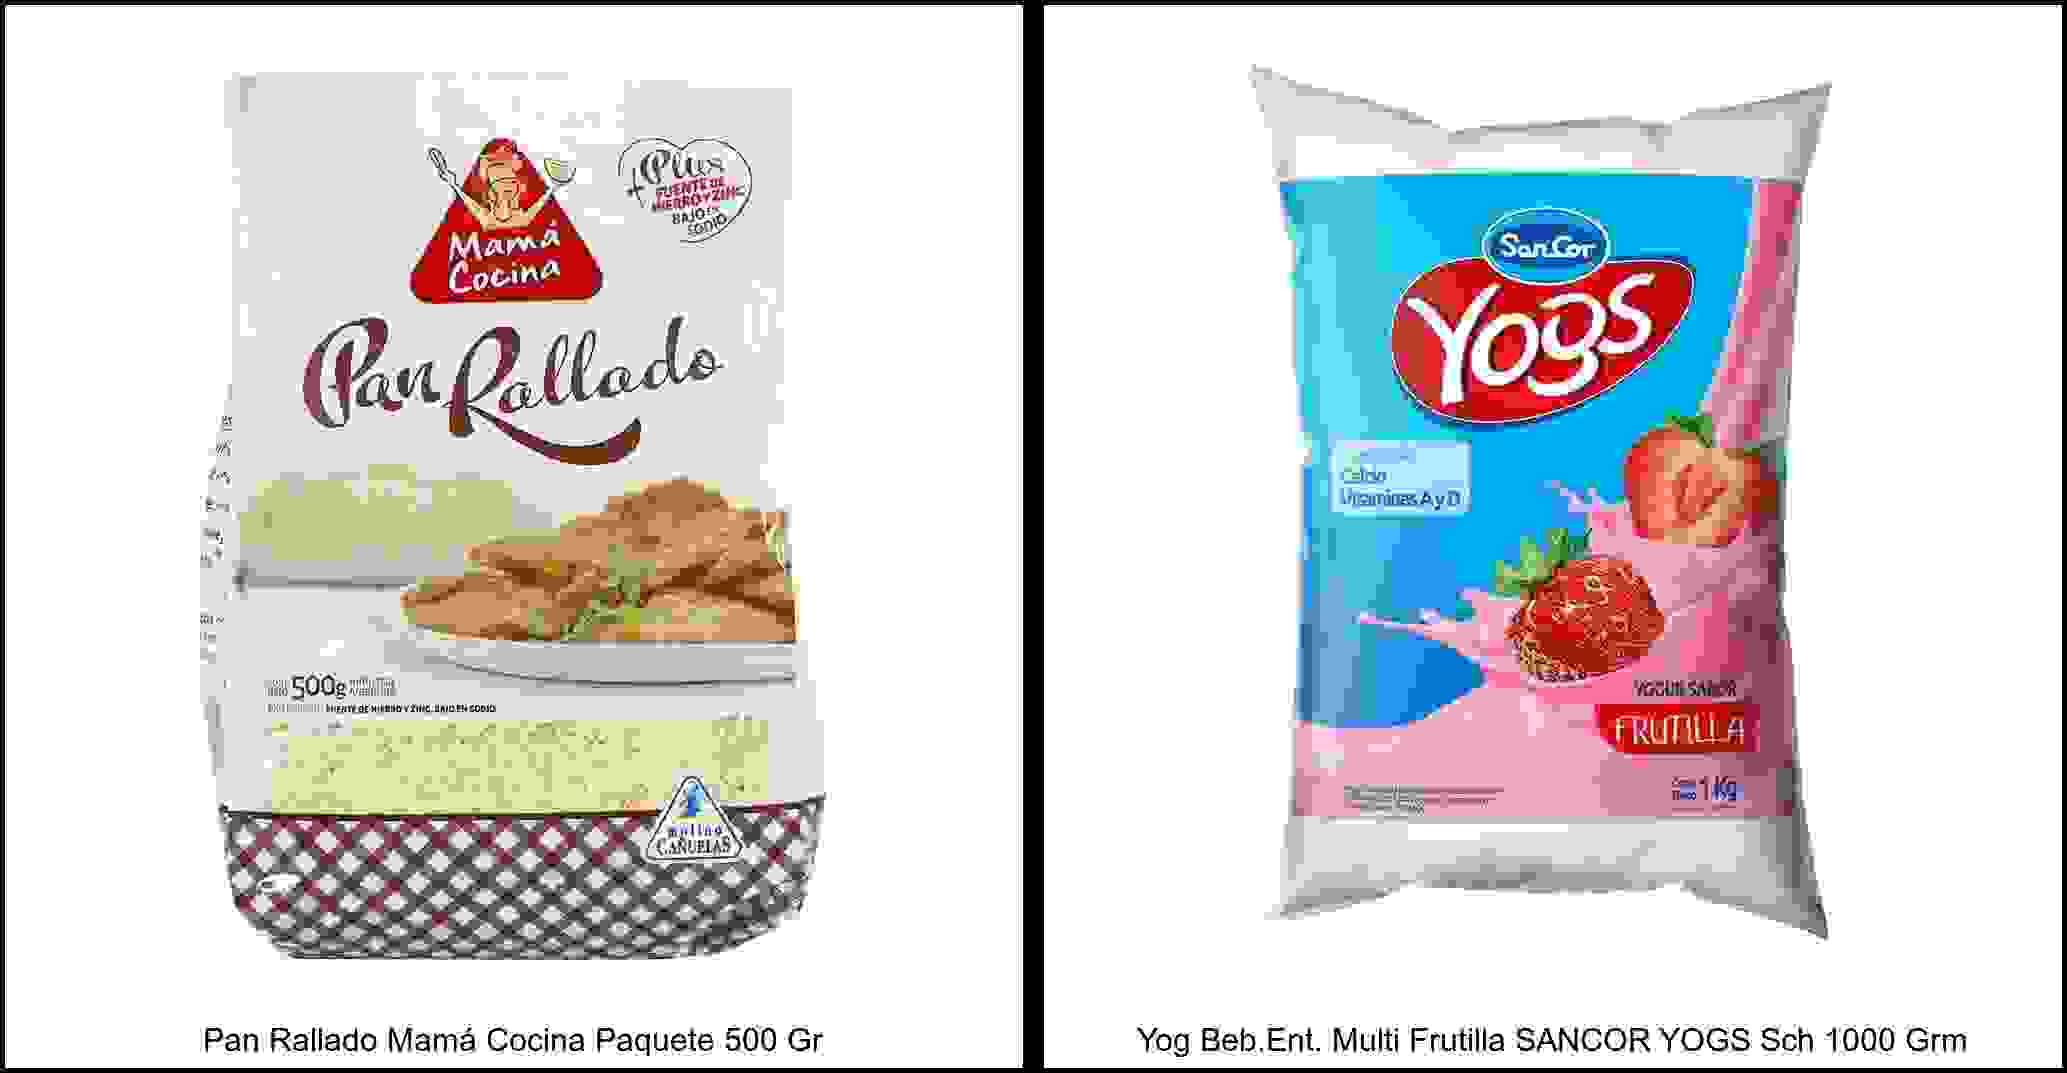 Mamá
Cocina
+Plus
FUENTE DE
HIERRO Y ZINC
BAJO EN
SODIO
Pan Rallado
500g
FUENTE DE HIERRO Y ZINC, BAJO EN SODIO
molino
CAÑUELAS
Pan Rallado Mamá Cocina Paquete 500 Gr
SanCor
Yogs
Calcio
Vitaminas A y D
YOGUR SABOR
FRUTILLA
1 Kg
Yog Beb.Ent. Multi Frutilla SANCOR YOGS Sch 1000 Grm